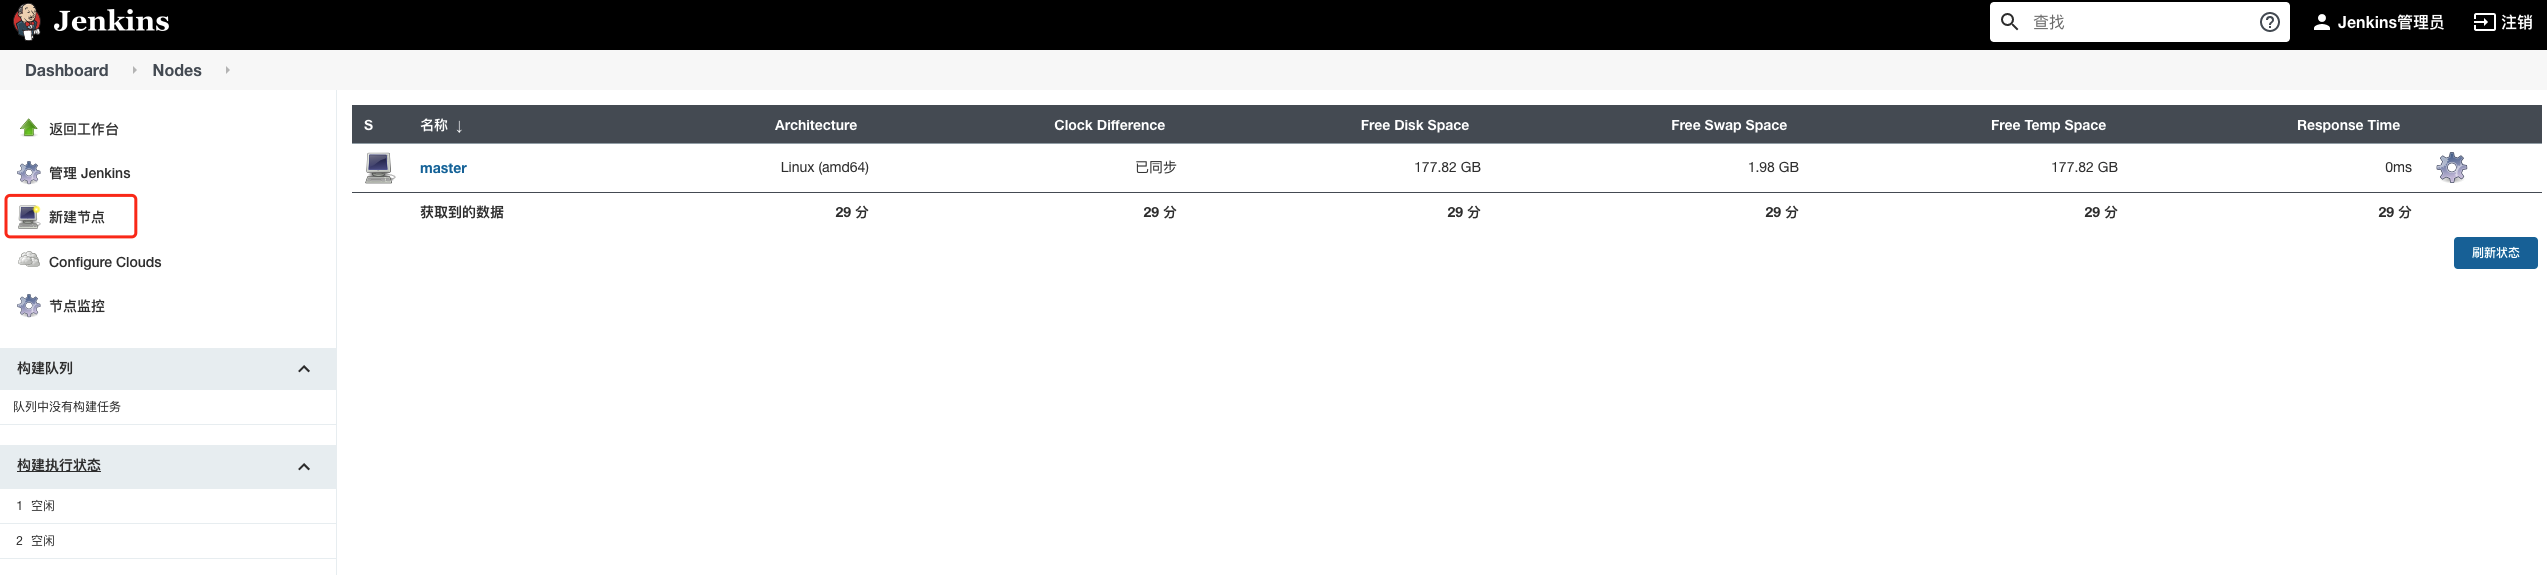 Jenkins
查找
Jenkins管理员
注销
Dashboard Nodes
返回工作台
管理 Jenkins
新建节点
Configure Clouds
节点监控
构建队列
队列中没有构建任务
构建执行状态
1 空闲
2 空闲
S 名称 ↓ Architecture Clock Difference Free Disk Space Free Swap Space Free Temp Space Response Time
master Linux (amd64) 已同步 177.82 GB 1.98 GB 177.82 GB 0ms
获取到的数据 29 分 29 分 29 分 29 分 29 分 29 分
刷新状态